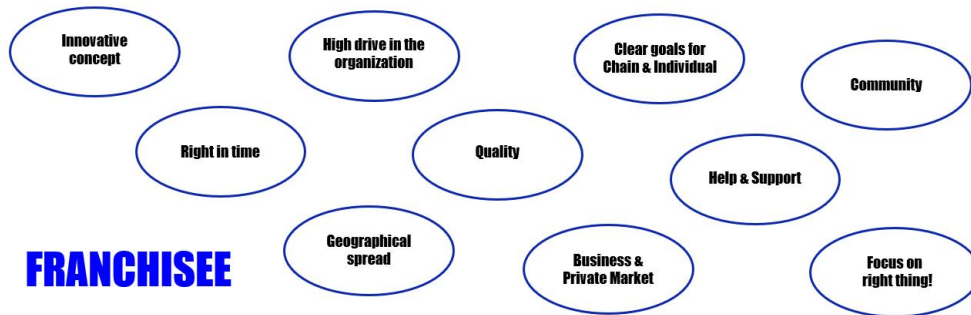 Innovative
concept
High drive in the
organization
Clear goals for
Chain & Individual
Community
Right in time
Quality
Help & Support
Geographical
spread
Business &
Private Market
Focus on
right thing!
FRANCHISEE